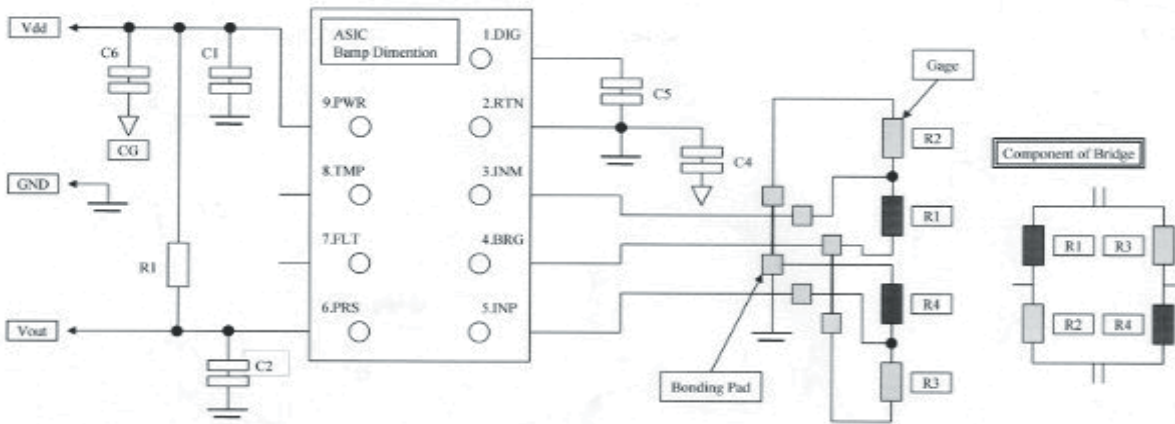 Vdd
C6
C1
ASIC
Bamp Dimention
1.DIG
C5
Gage
9.PWR
2.RTN
CG
C4
R2
Component of Bridge
GND
8.TMP
3.INM
R1
R1
R3
7.FLT
4.BRG
R1
R4
R2
R4
Vout
6.PRS
5.INP
C2
Bonding Pad
R3